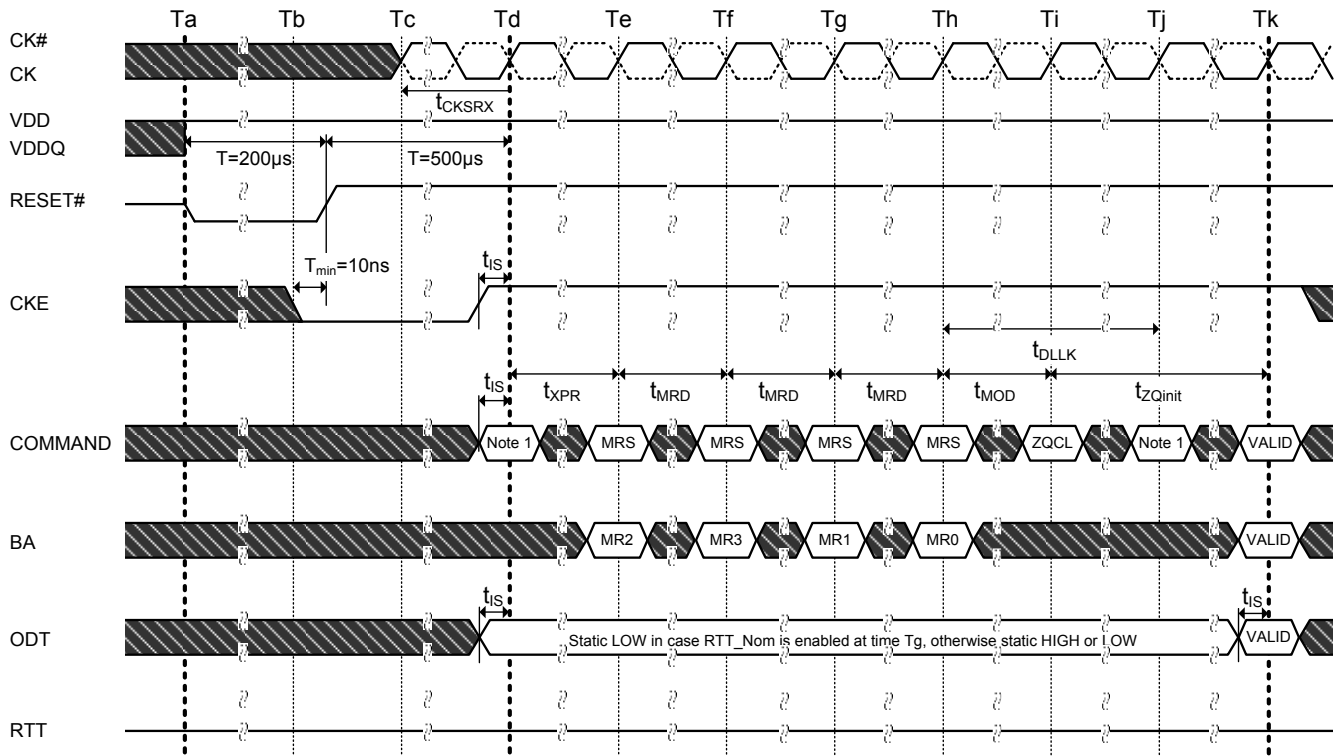 Ta Tb Tc Td Te Tf Tg Th Ti Tj Tk
CK#
CK
tCKSRX
VDD
VDDQ
T=200µs T=500µs
RESET#
Tmin=10ns tIS
CKE
tDLLK
tIS tXPR tMRD tMRD tMRD tMOD tZQinit
COMMAND Note 1 MRS MRS MRS MRS ZQCL Note 1 VALID
BA MR2 MR3 MR1 MR0 VALID
tIS tIS
ODT Static LOW in case RTT_Nom is enabled at time Tg, otherwise static HIGH or LOW VALID
RTT